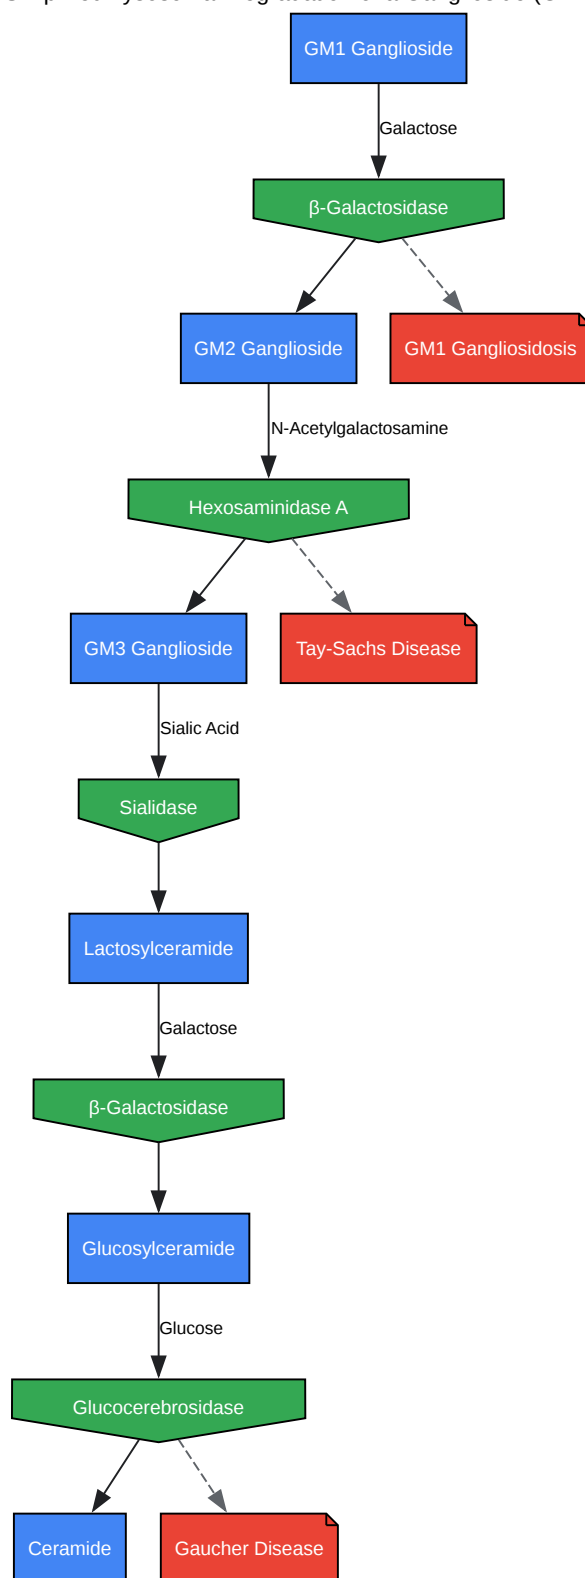 GM1 Ganglioside
Galactose
β-Galactosidase
GM2 Ganglioside
GM1 Gangliosidosis
N-Acetylgalactosamine
Hexosaminidase A
GM3 Ganglioside
Tay-Sachs Disease
Sialic Acid
Sialidase
Lactosylceramide
Galactose
β-Galactosidase
Glucosylceramide
Glucose
Glucocerebrosidase
Ceramide
Gaucher Disease